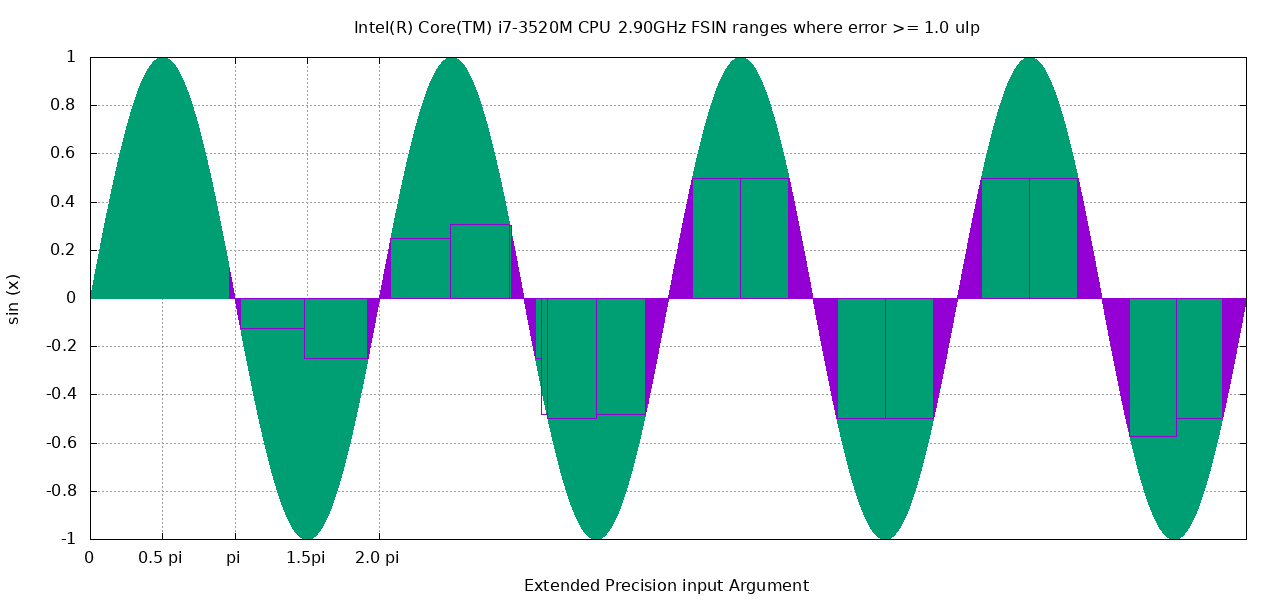 Intel(R) Core(TM) i7-3520M CPU 2.90GHz FSIN ranges where error >= 1.0 ulp
1
0.8
0.6
0.4
0.2
0
-0.2
-0.4
-0.6
-0.8
-1
sin (x)
0 0.5 pi pi 1.5pi 2.0 pi
Extended Precision input Argument